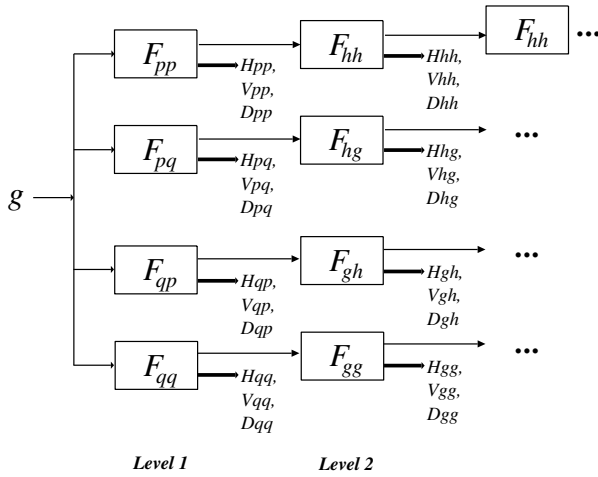 F_pp
F_hh
F_hh ...
Hpp,
Vpp,
Dpp
Hhh,
Vhh,
Dhh
F_pq
F_hg
...
Hpq,
Vpq,
Dpq
Hhg,
Vhg,
Dhg
g
F_qp
F_gh
...
Hqp,
Vqp,
Dqp
Hgh,
Vgh,
Dgh
F_qq
F_gg
...
Hqq,
Vqq,
Dqq
Hgg,
Vgg,
Dgg
Level 1
Level 2